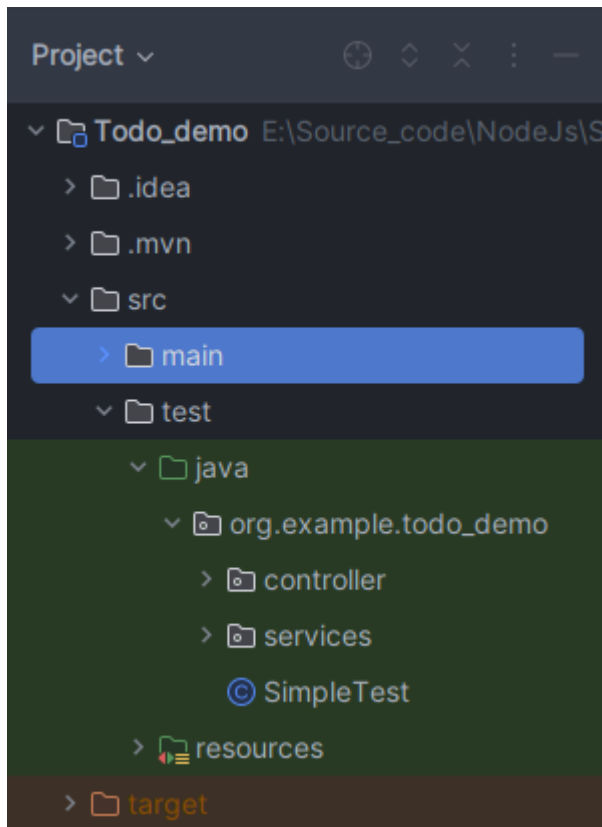 Project
Todo_demo E:\Source_code\NodeJs\S
.idea
.mvn
src
main
test
java
org.example.todo_demo
controller
services
SimpleTest
resources
target